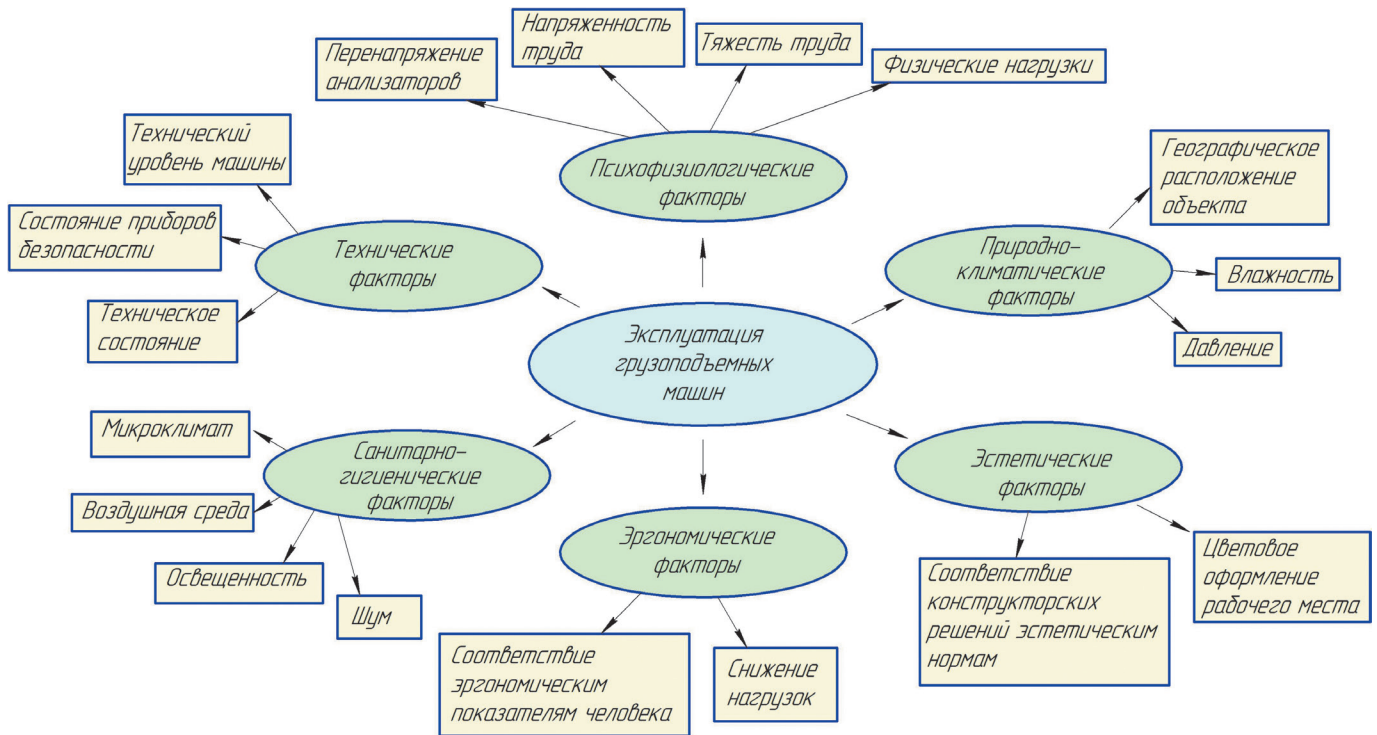 Перенапряжение
анализаторов
Напряженность
труда
Тяжесть труда
Физические нагрузки
Психофизиологические
факторы
Технический
уровень машины
Состояние приборов
безопасности
Техническое
состояние
Технические
факторы
Географическое
расположение
объекта
Влажность
Давление
Природно-
климатические
факторы
Эксплуатация
грузоподъемных
машин
Микроклимат
Воздушная среда
Освещенность
Шум
Санитарно-
гигиенические
факторы
Эргономические
факторы
Соответствие
эргономическим
показателям человека
Снижение
нагрузок
Эстетические
факторы
Соответствие
конструкторских
решений эстетическим
нормам
Цветовое
оформление
рабочего места